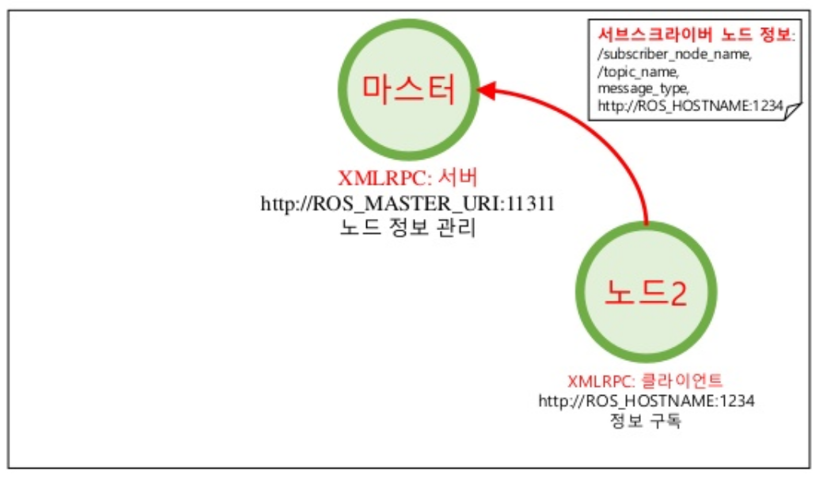 마스터
XMLRPC: 서버
http://ROS_MASTER_URI:11311
노드 정보 관리
서브스크라이버 노드 정보:
/subscriber_node_name,
/topic_name,
message_type,
http://ROS_HOSTNAME:1234
노드2
XMLRPC: 클라이언트
http://ROS_HOSTNAME:1234
정보 구독